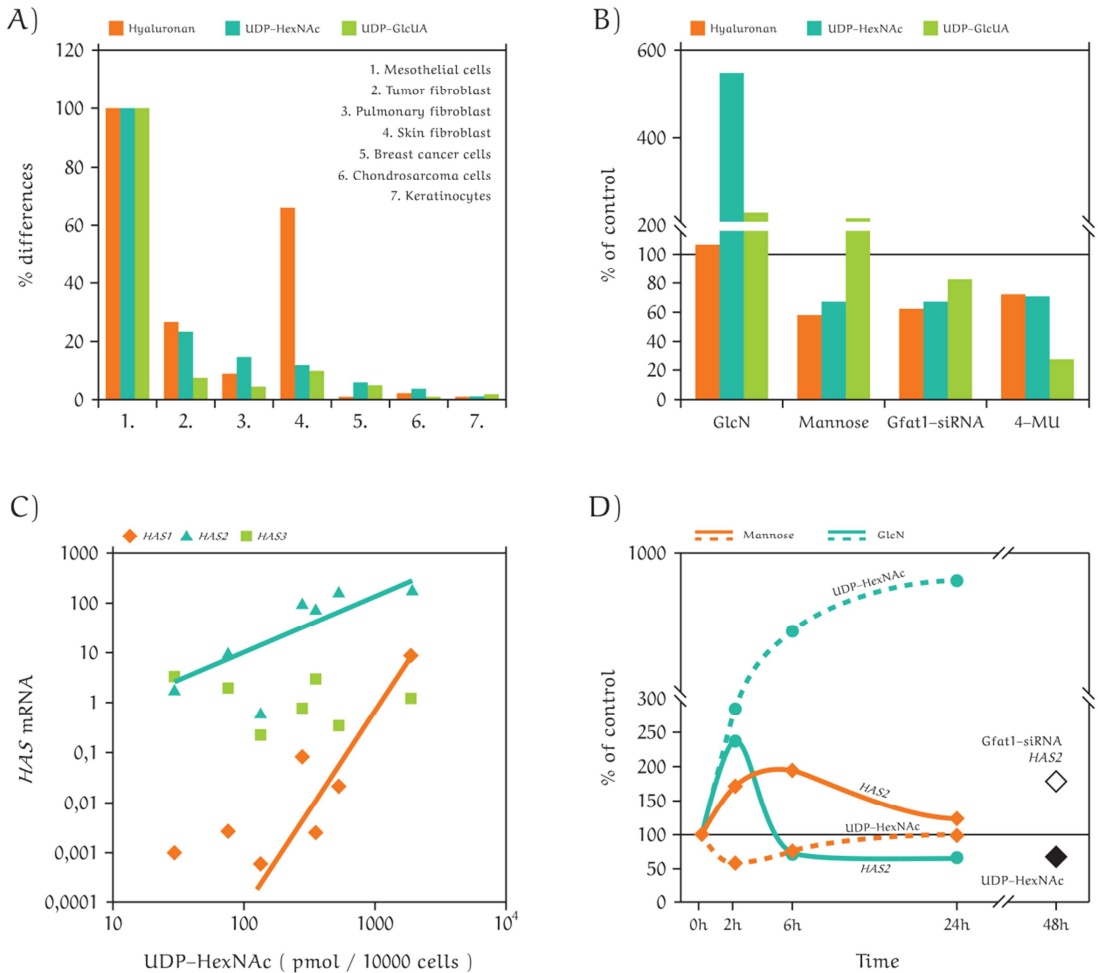 A)
Hyaluronan UDP–HexNAc UDP–GlcUA
120
100
80
60
40
20
0
% differences
1. Mesothelial cells
2. Tumor fibroblast
3. Pulmonary fibroblast
4. Skin fibroblast
5. Breast cancer cells
6. Chondrosarcoma cells
7. Keratinocytes
1. 2. 3. 4. 5. 6. 7.
B)
Hyaluronan UDP–HexNAc UDP–GlcUA
600
400
200
100
80
60
40
20
0
% of control
GlcN Mannose Gfat1–siRNA 4–MU
C)
HAS1 HAS2 HAS3
1000
100
10
1
0,1
0,01
0,001
0,0001
HAS mRNA
10 100 1000 10⁴
UDP–HexNAc ( pmol / 10000 cells )
D)
Mannose GlcN
1000
300
250
200
150
100
50
0
% of control
UDP–HexNAc
Gfat1–siRNA
HAS2
HAS2
UDP–HexNAc
HAS2
UDP–HexNAc
0h 2h 6h 24h 48h
Time